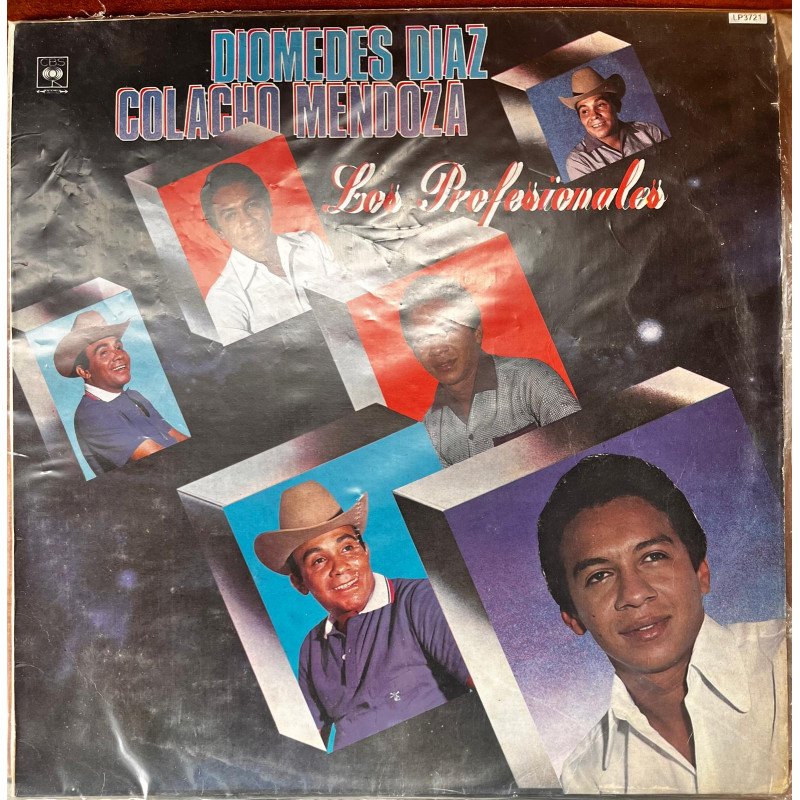 LP3721
CBS
DIOMEDES DIAZ
COLACHO MENDOZA
Los Profesionales